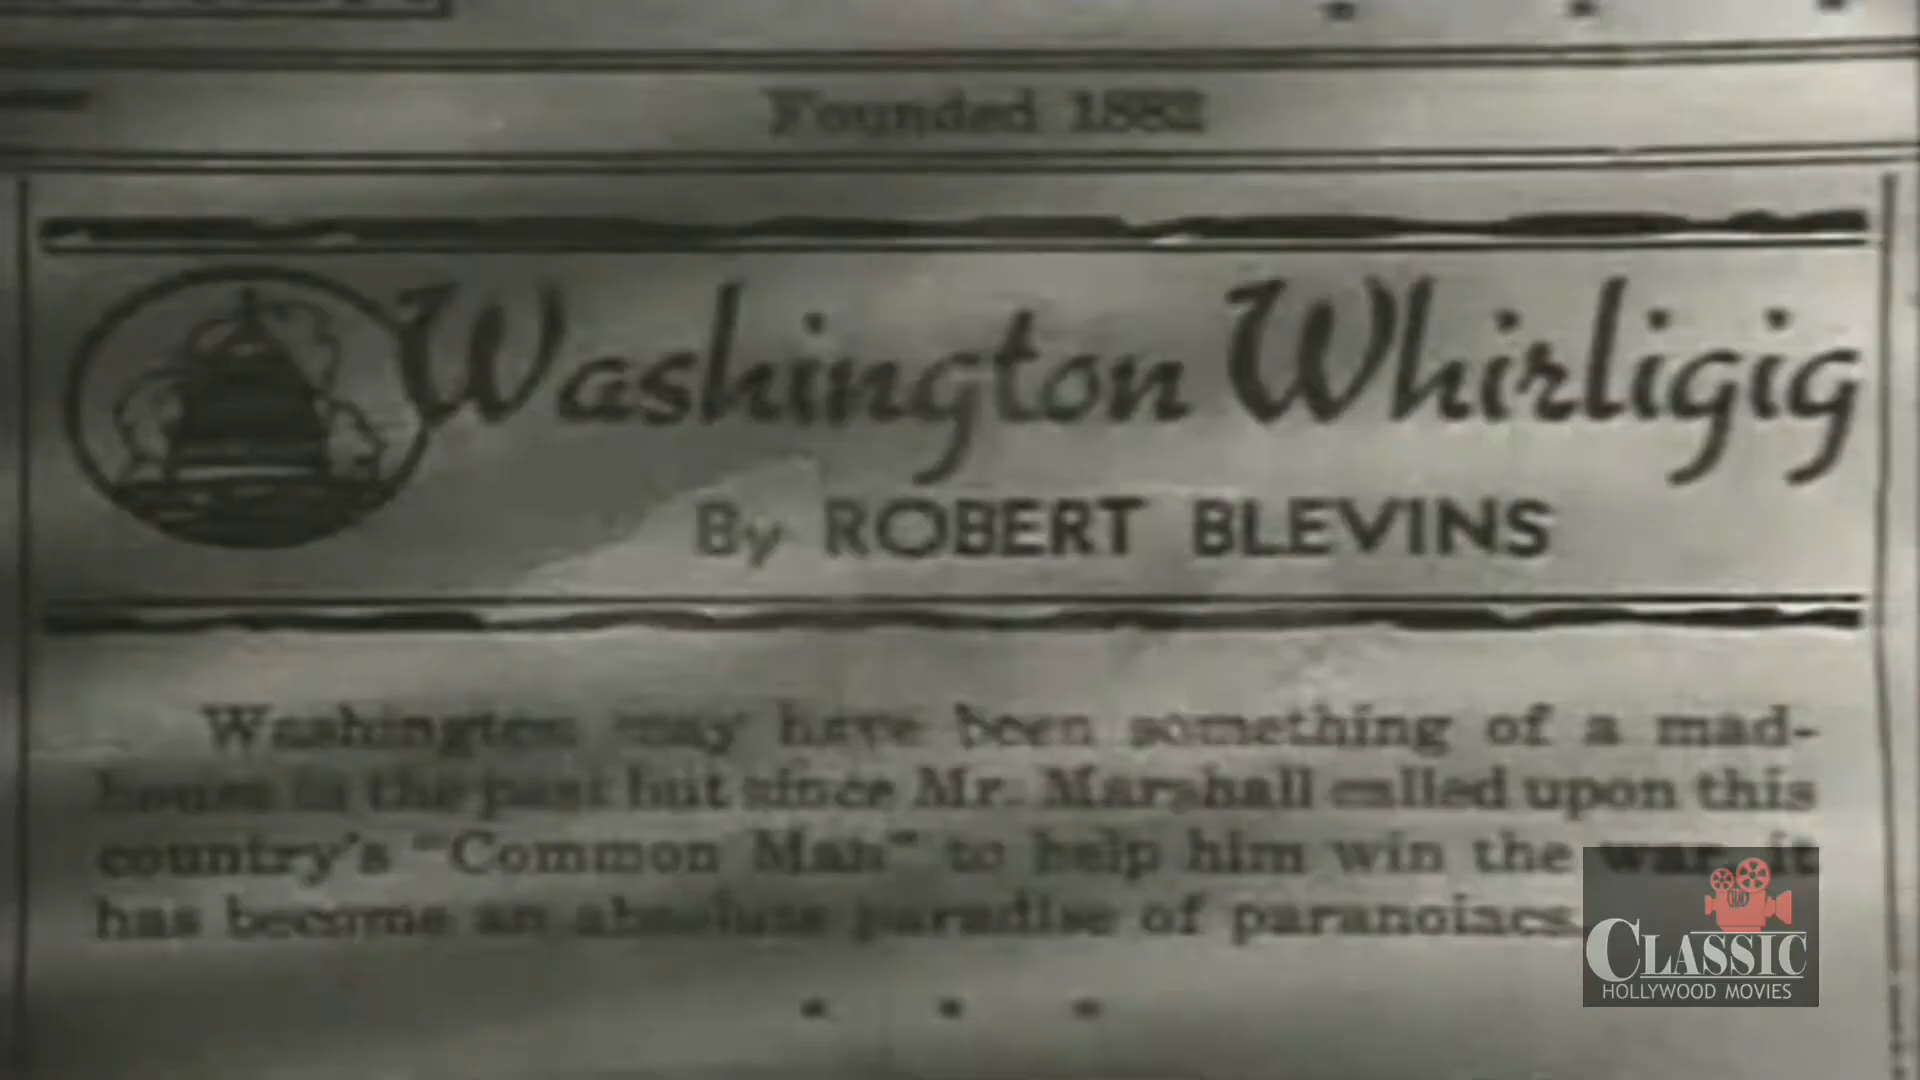 Founded 1882
Washington Whirligig
By ROBERT BLEVINS
Washington may have been something of a mad-
house in the past but since Mr. Marshall called upon this
country's "Common Man" to help him win the war, it
has become an absolute paradise of paranoiacs.
CLASSIC
HOLLYWOOD MOVIES